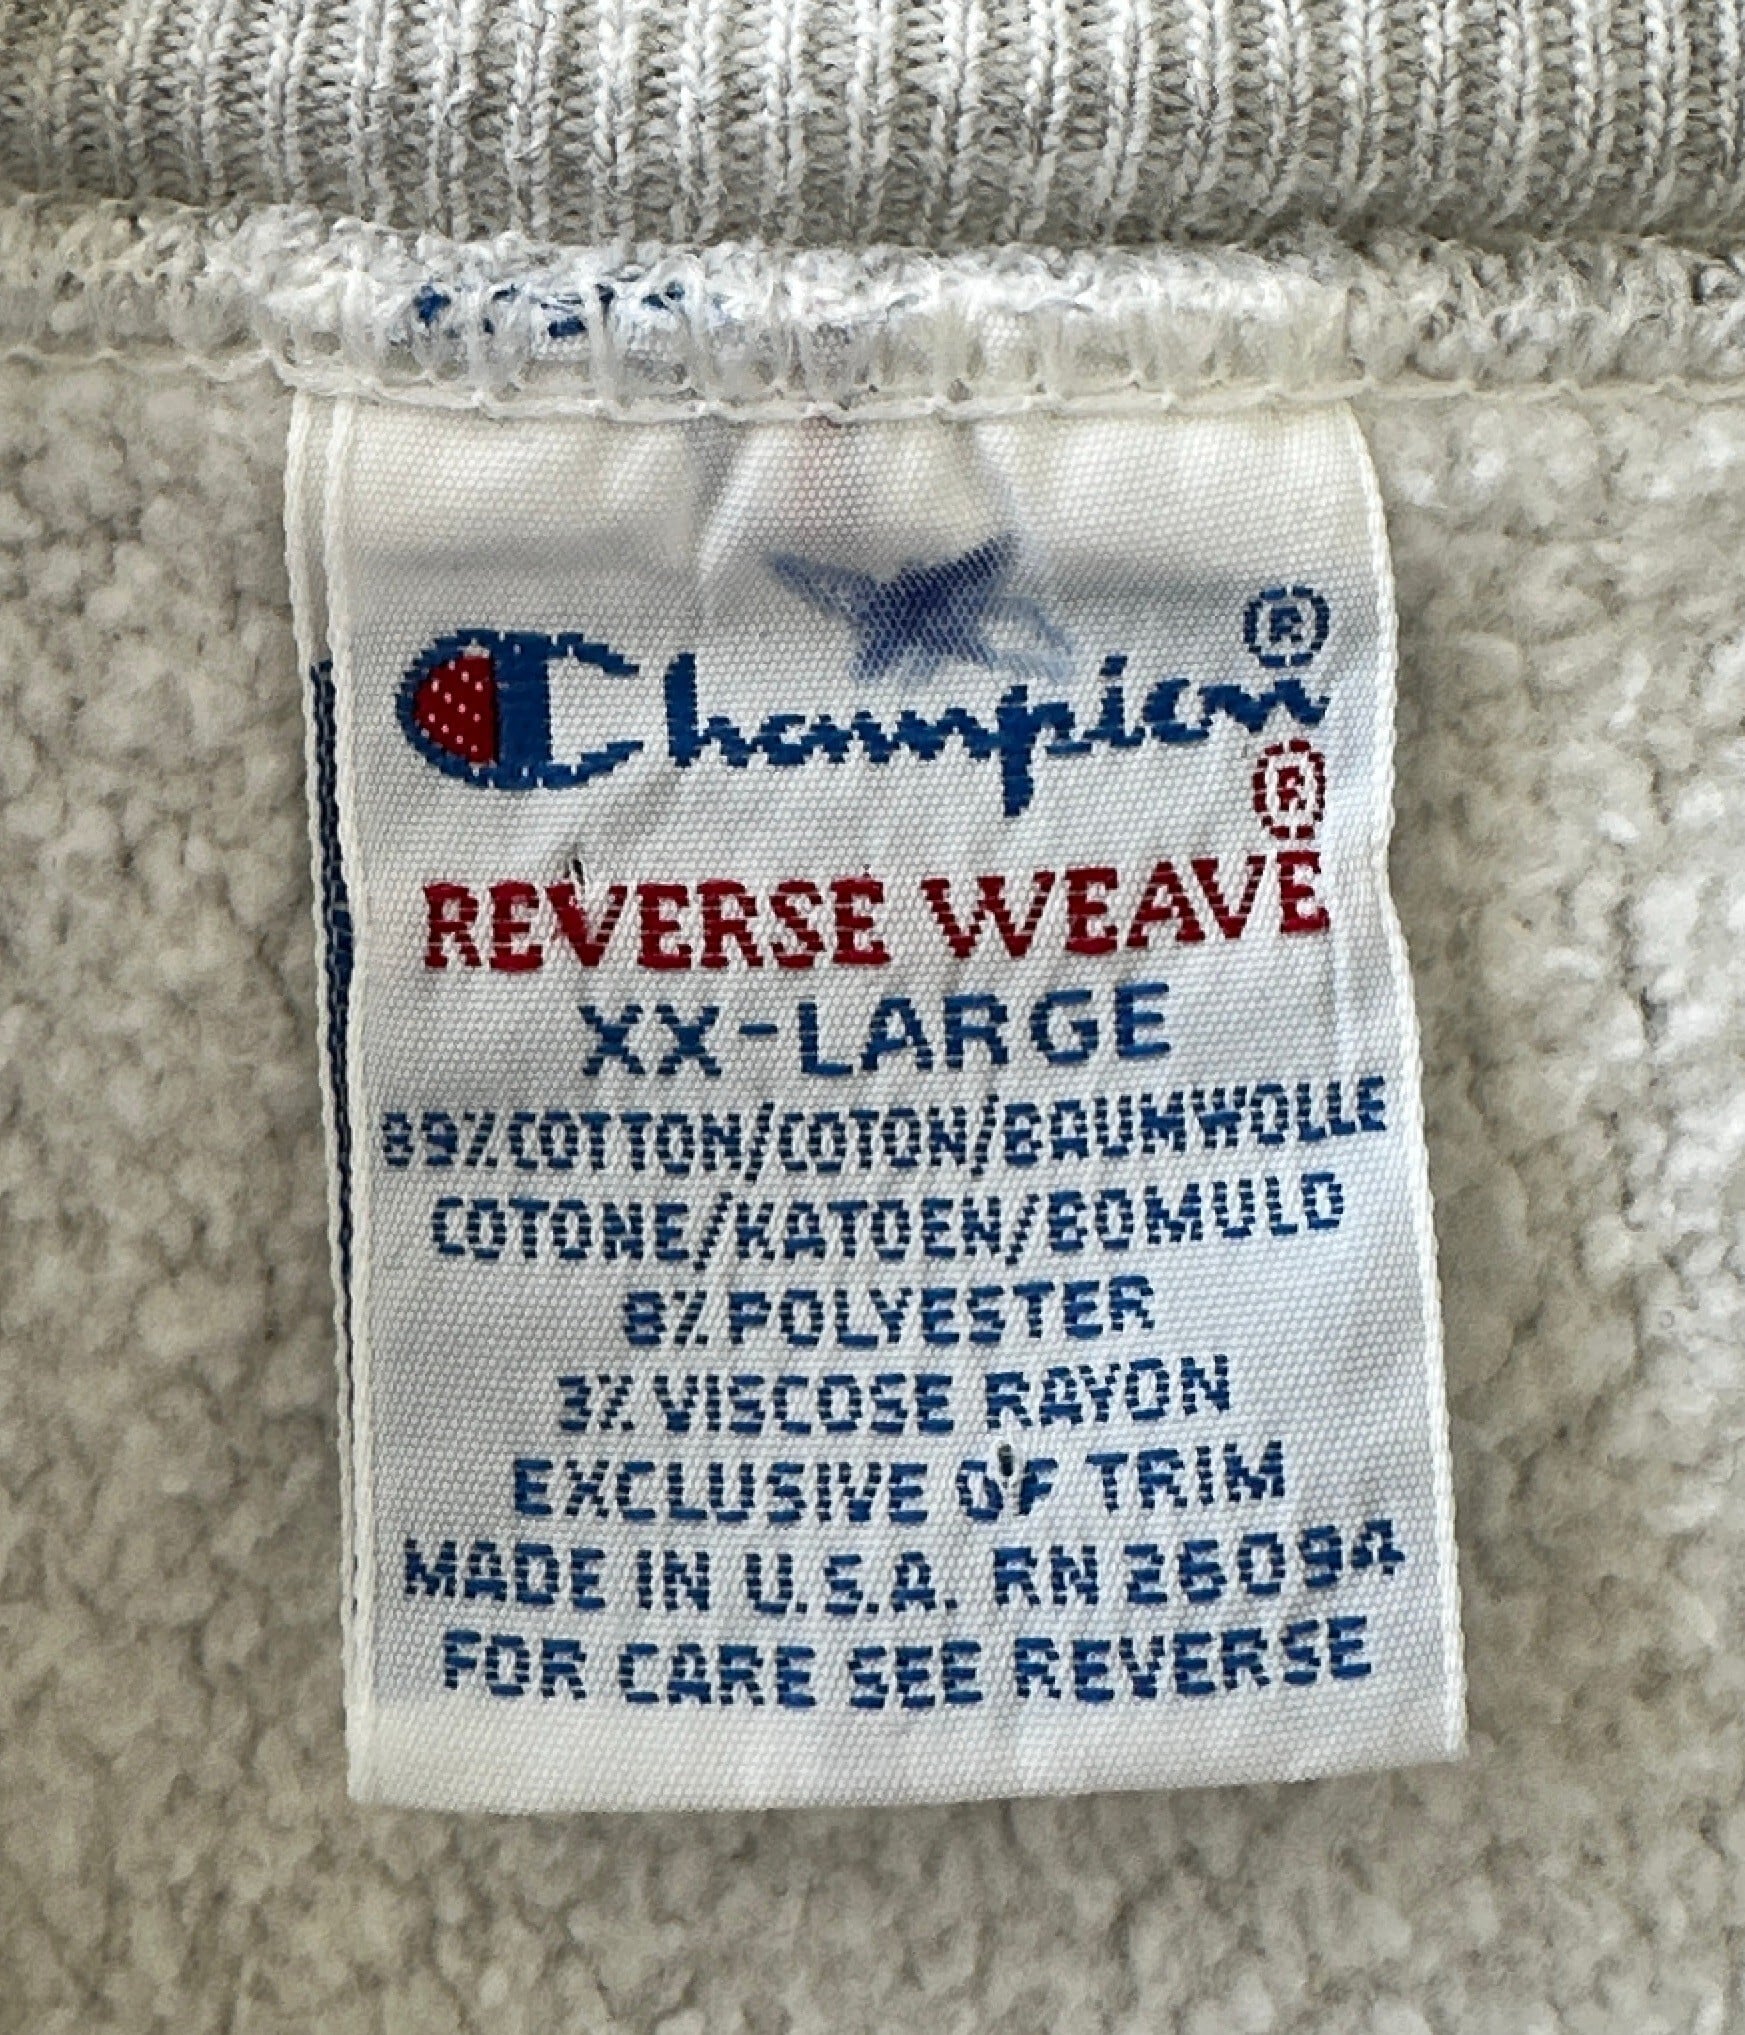 Champion®
®
REVERSE WEAVE
XX-LARGE
89% COTTON/COTON/BAUMWOLLE
COTONE/KATOEN/BOMULD
8% POLYESTER
3% VISCOSE RAYON
EXCLUSIVE OF TRIM
MADE IN U.S.A. RN 26094
FOR CARE SEE REVERSE